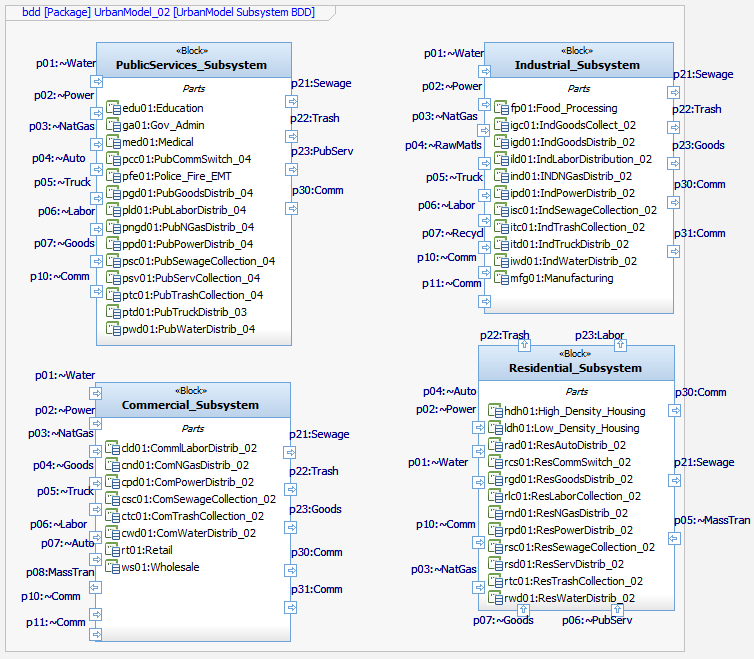 bdd [Package] UrbanModel_02 [UrbanModel Subsystem BDD]
«Block»
PublicServices_Subsystem
Parts
edu01:Education
ga01:Gov_Admin
med01:Medical
pcc01:PubCommSwitch_04
pfe01:Police_Fire_EMT
pgd01:PubGoodsDistrib_04
pld01:PubLaborDistrib_04
pngd01:PubNGasDistrib_04
ppd01:PubPowerDistrib_04
psc01:PubSewageCollection_04
psv01:PubServCollection_04
ptc01:PubTrashCollection_04
ptd01:PubTruckDistrib_03
pwd01:PubWaterDistrib_04
p01:~Water
p02:~Power
p03:~NatGas
p04:~Auto
p05:~Truck
p06:~Labor
p07:~Goods
p10:~Comm
p21:Sewage
p22:Trash
p23:PubServ
p30:Comm
«Block»
Industrial_Subsystem
Parts
fp01:Food_Processing
igc01:IndGoodsCollect_02
igd01:IndGoodsDistrib_02
ild01:IndLaborDistribution_02
ind01:INDNGasDistrib_02
ipd01:IndPowerDistrib_02
isc01:IndSewageCollection_02
itc01:IndTrashCollection_02
itd01:IndTruckDistrib_02
iwd01:IndWaterDistrib_02
mfg01:Manufacturing
p01:~Water
p02:~Power
p03:~NatGas
p04:~RawMatls
p05:~Truck
p06:~Labor
p07:~Recycl
p10:~Comm
p11:~Comm
p21:Sewage
p22:Trash
p23:Goods
p30:Comm
p31:Comm
«Block»
Commercial_Subsystem
Parts
cld01:CommlLaborDistrib_02
cnd01:ComNGasDistrib_02
cpd01:ComPowerDistrib_02
csc01:ComSewageCollection_02
ctc01:ComTrashCollection_02
cwd01:ComWaterDistrib_02
rt01:Retail
ws01:Wholesale
p01:~Water
p02:~Power
p03:~NatGas
p04:~Goods
p05:~Truck
p06:~Labor
p07:~Auto
p08:MassTran
p10:~Comm
p11:~Comm
p21:Sewage
p22:Trash
p23:Goods
p30:Comm
p31:Comm
p22:Trash
p23:Labor
«Block»
Residential_Subsystem
Parts
hdh01:High_Density_Housing
ldh01:Low_Density_Housing
rad01:ResAutoDistrib_02
rcs01:ResCommSwitch_02
rgd01:ResGoodsDistrib_02
rlc01:ResLaborCollection_02
rnd01:ResNGasDistrib_02
rpd01:ResPowerDistrib_02
rsc01:ResSewageCollection_02
rsd01:ResServDistrib_02
rtc01:ResTrashCollection_02
rwd01:ResWaterDistrib_02
p04:~Auto
p02:~Power
p01:~Water
p10:~Comm
p03:~NatGas
p30:Comm
p21:Sewage
p05:~MassTran
p07:~Goods
p06:~PubServ